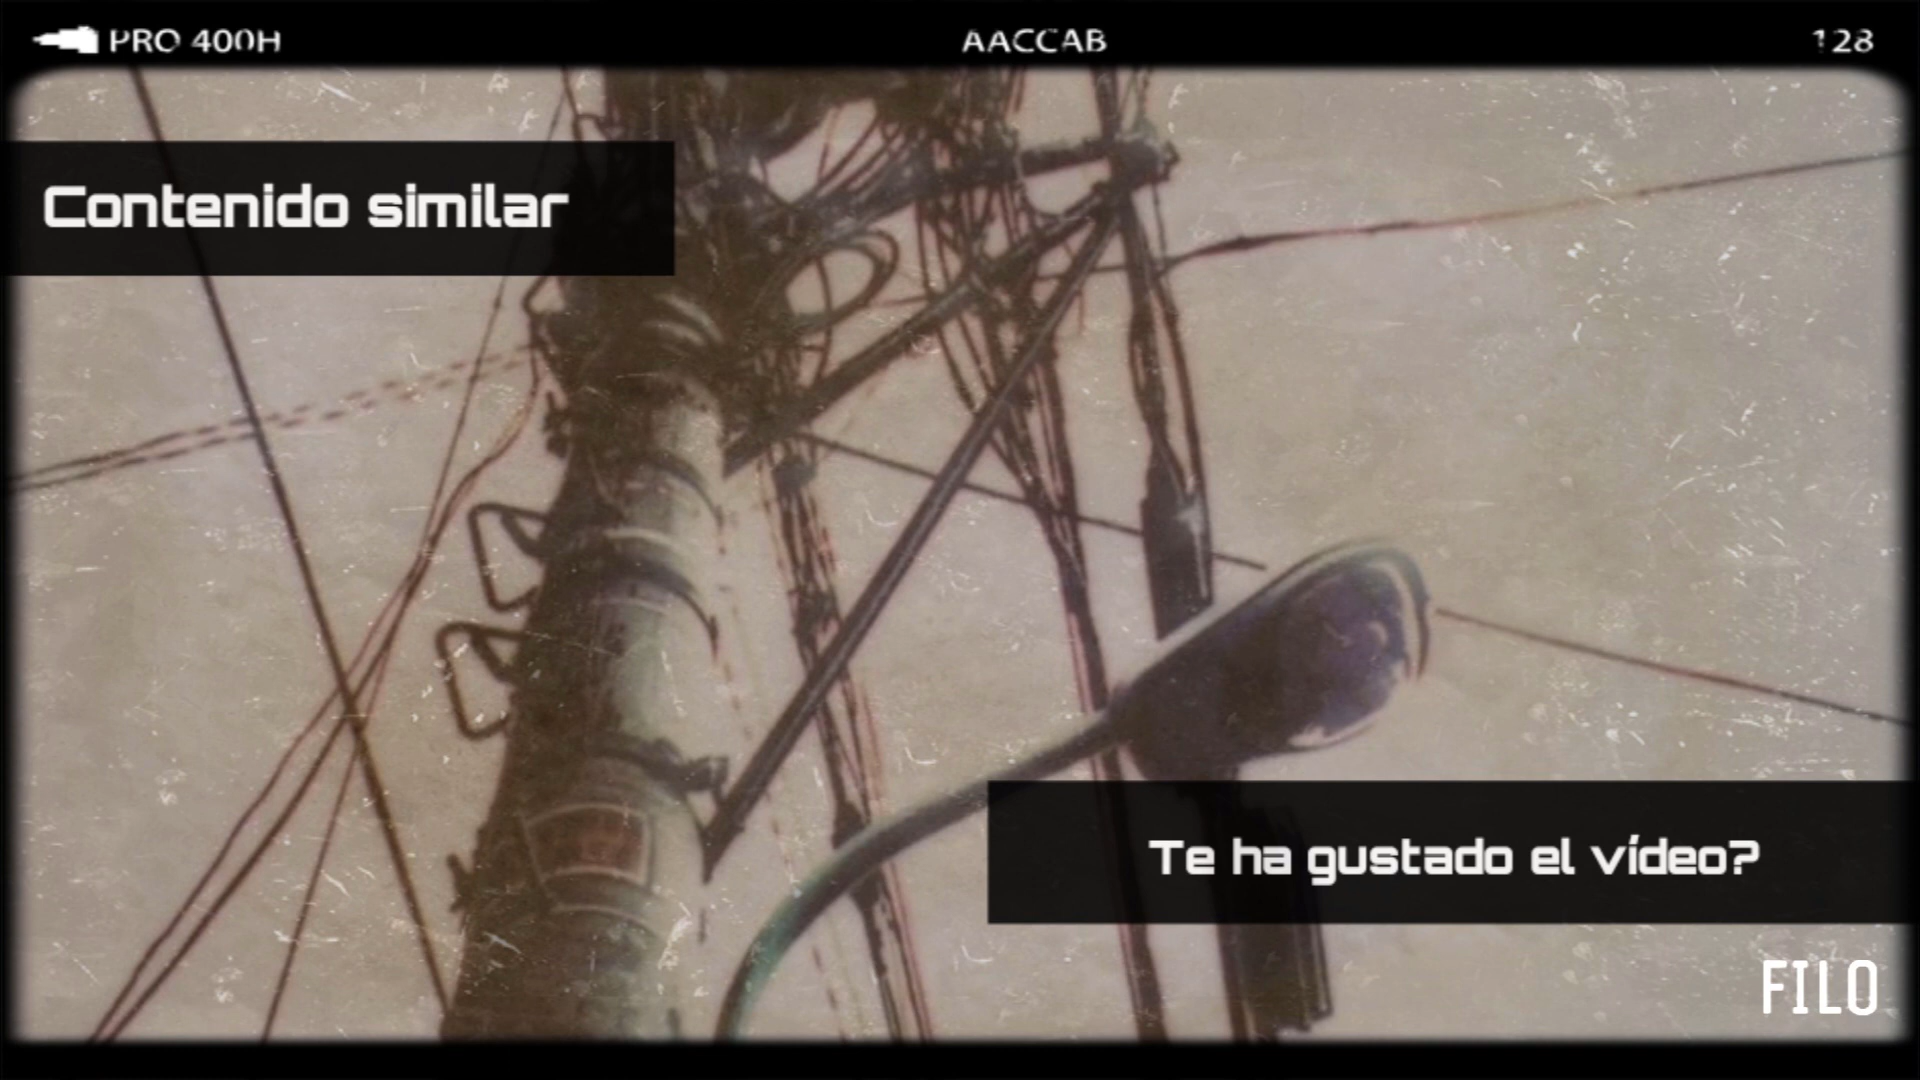 PRO 400H
AACCAB
128
Contenido similar
Te ha gustado el vídeo?
FILO